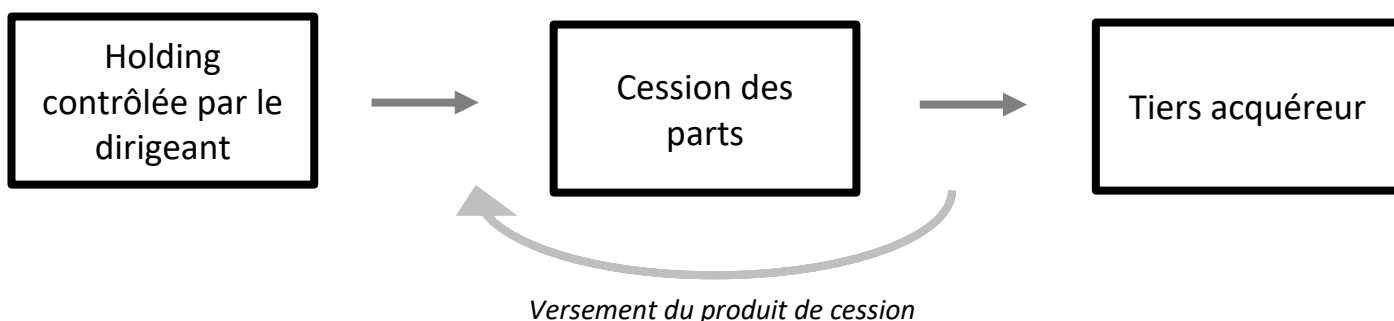 Holding
contrôlée par le
dirigeant
Cession des
parts
Tiers acquéreur
Versement du produit de cession